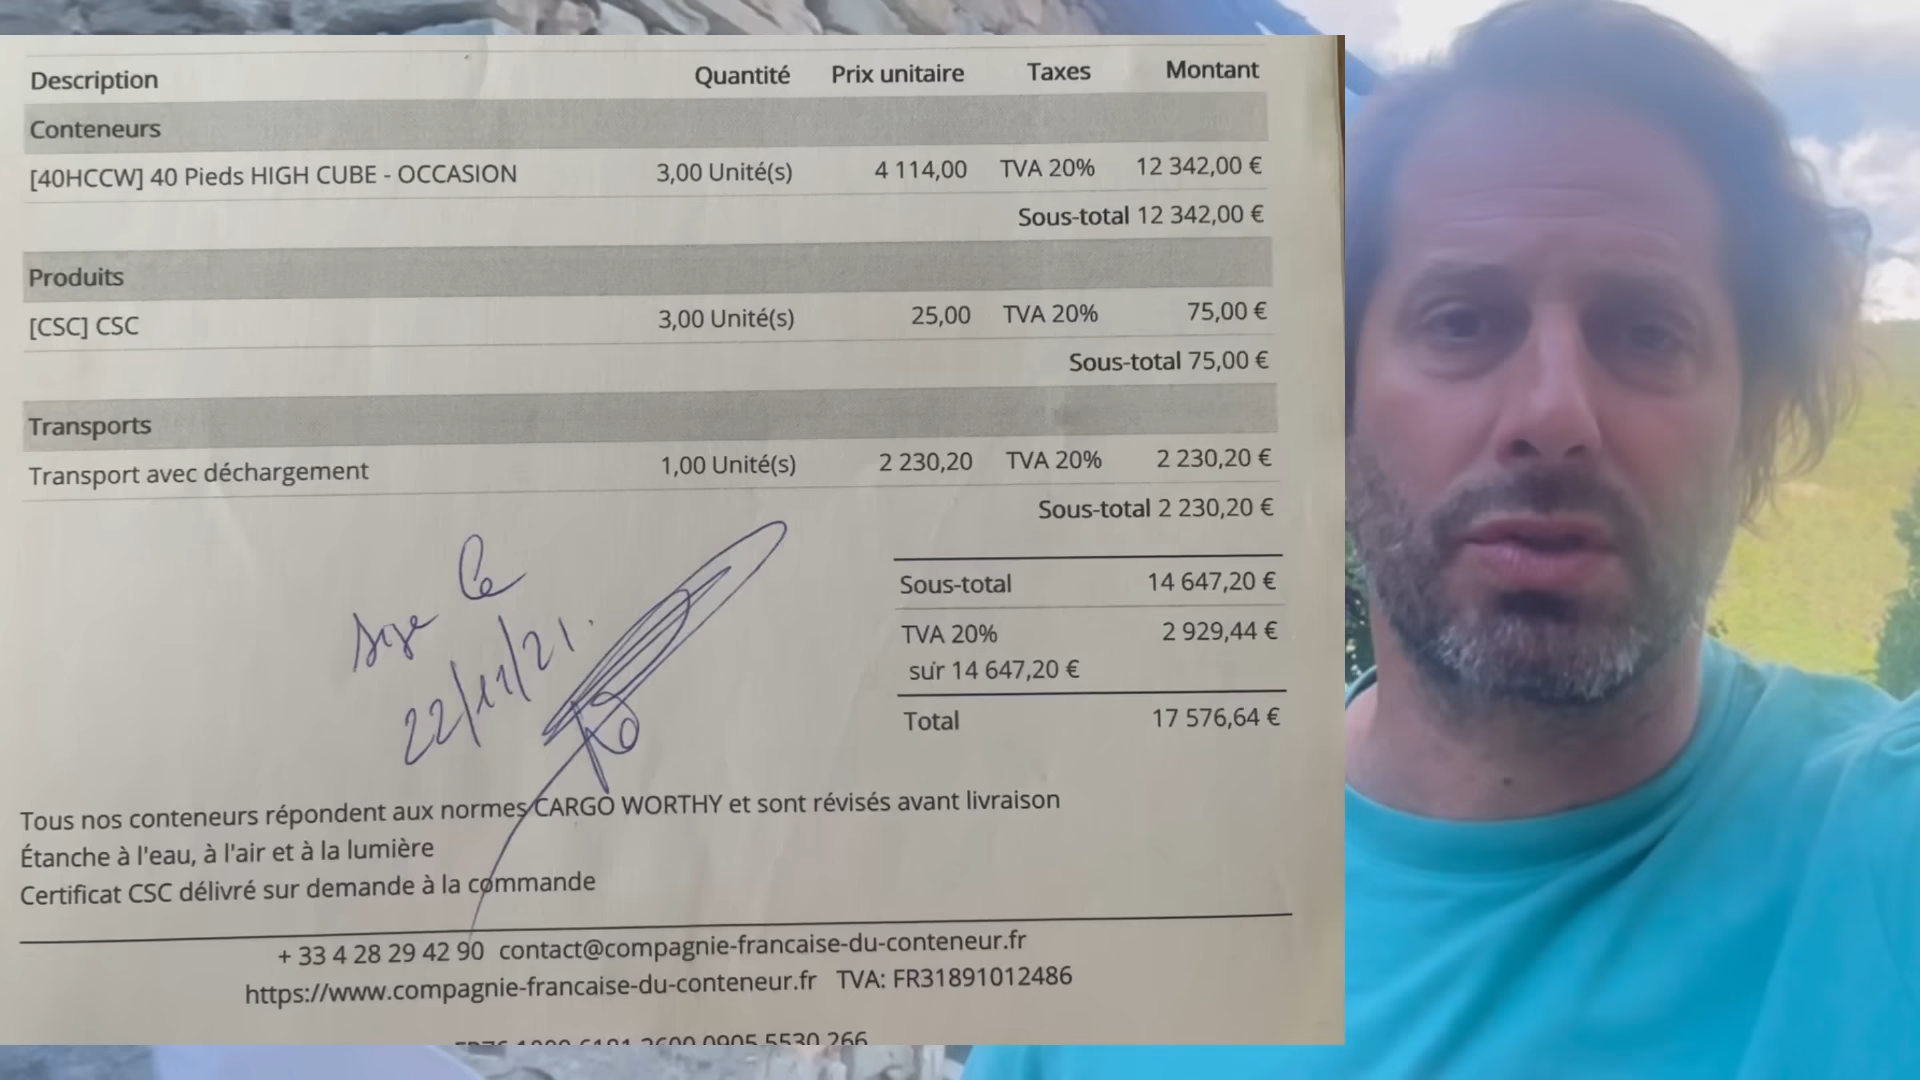 Description Quantité Prix unitaire Taxes Montant
Conteneurs
[40HCCW] 40 Pieds HIGH CUBE - OCCASION 3,00 Unité(s) 4 114,00 TVA 20% 12 342,00 €
Sous-total 12 342,00 €
Produits
[CSC] CSC 3,00 Unité(s) 25,00 TVA 20% 75,00 €
Sous-total 75,00 €
Transports
Transport avec déchargement 1,00 Unité(s) 2 230,20 TVA 20% 2 230,20 €
Sous-total 2 230,20 €
Sous-total 14 647,20 €
TVA 20% 2 929,44 €
sur 14 647,20 €
Total 17 576,64 €
Le
22/11/21.
Tous nos conteneurs répondent aux normes CARGO WORTHY et sont révisés avant livraison
Étanche à l'eau, à l'air et à la lumière
Certificat CSC délivré sur demande à la commande
+ 33 4 28 29 42 90 contact@compagnie-francaise-du-conteneur.fr
https://www.compagnie-francaise-du-conteneur.fr TVA: FR31891012486
0905 5530 266